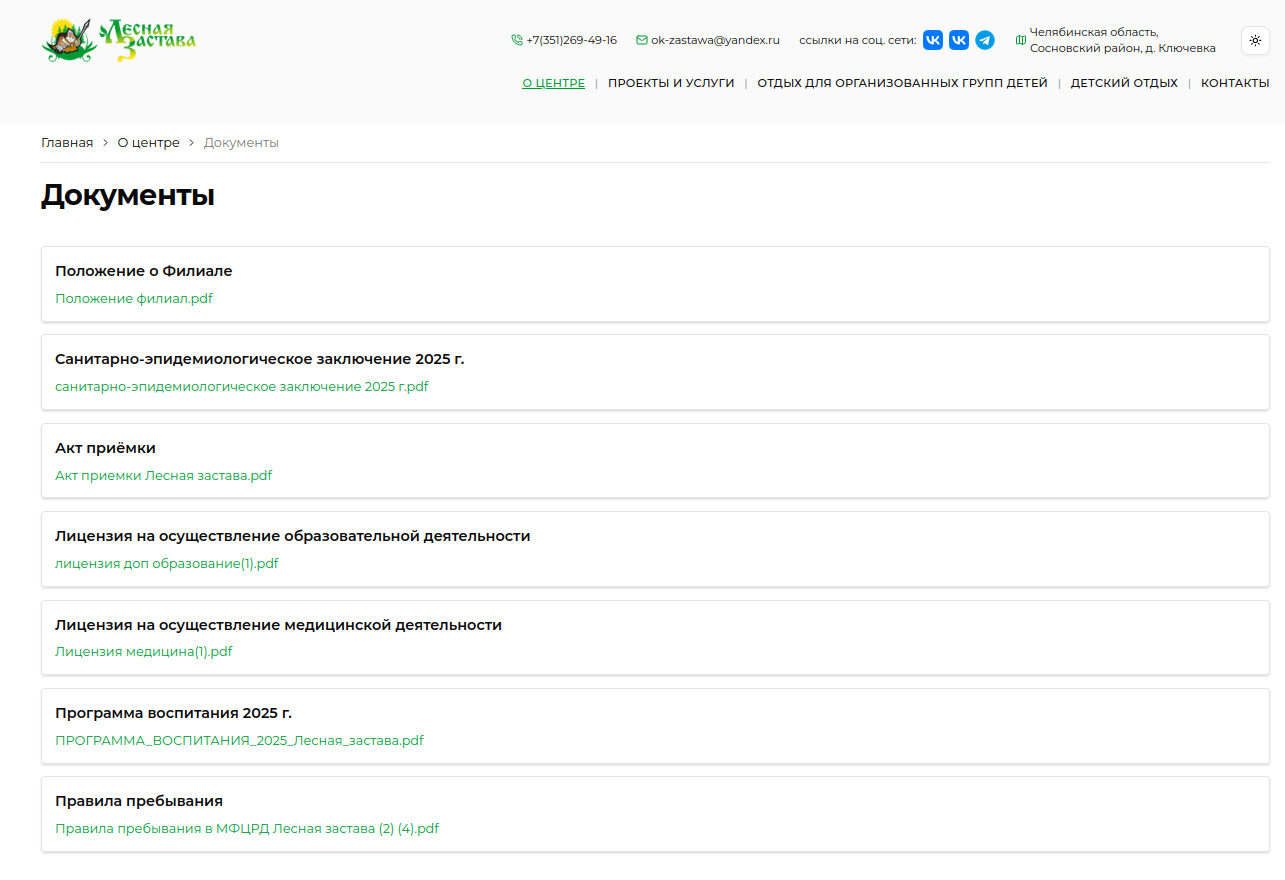 Лесная
Застава
+7(351)269-49-16
ok-zastawa@yandex.ru
ссылки на соц. сети:
Челябинская область,
Сосновский район, д. Ключевка
О ЦЕНТРЕ | ПРОЕКТЫ И УСЛУГИ | ОТДЫХ ДЛЯ ОРГАНИЗОВАННЫХ ГРУПП ДЕТЕЙ | ДЕТСКИЙ ОТДЫХ | КОНТАКТЫ
Главная > О центре > Документы
Документы
Положение о Филиале
Положение филиал.pdf
Санитарно-эпидемиологическое заключение 2025 г.
санитарно-эпидемиологическое заключение 2025 г.pdf
Акт приёмки
Акт приемки Лесная застава.pdf
Лицензия на осуществление образовательной деятельности
лицензия доп образование(1).pdf
Лицензия на осуществление медицинской деятельности
Лицензия медицина(1).pdf
Программа воспитания 2025 г.
ПРОГРАММА_ВОСПИТАНИЯ_2025_Лесная_застава.pdf
Правила пребывания
Правила пребывания в МФЦРД Лесная застава (2) (4).pdf